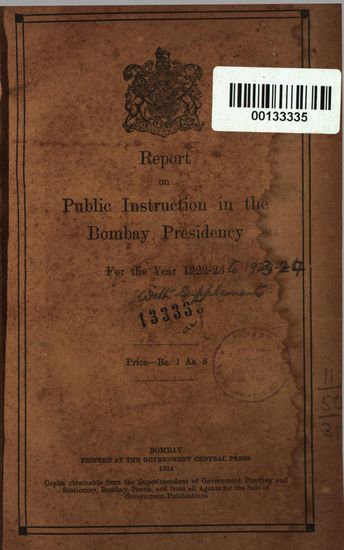 00133335
Report
on
Public Instruction in the
Bombay Presidency
For the Year 1922-23 to 1923-24
With Supplements
133335
Price—Re. 1 As. 8
BOMBAY
PRINTED AT THE GOVERNMENT CENTRAL PRESS
1924
Copies obtainable from the Superintendent of Government Printing and
Stationery, Bombay, Poona, and from all Agents for the Sale of
Government Publications